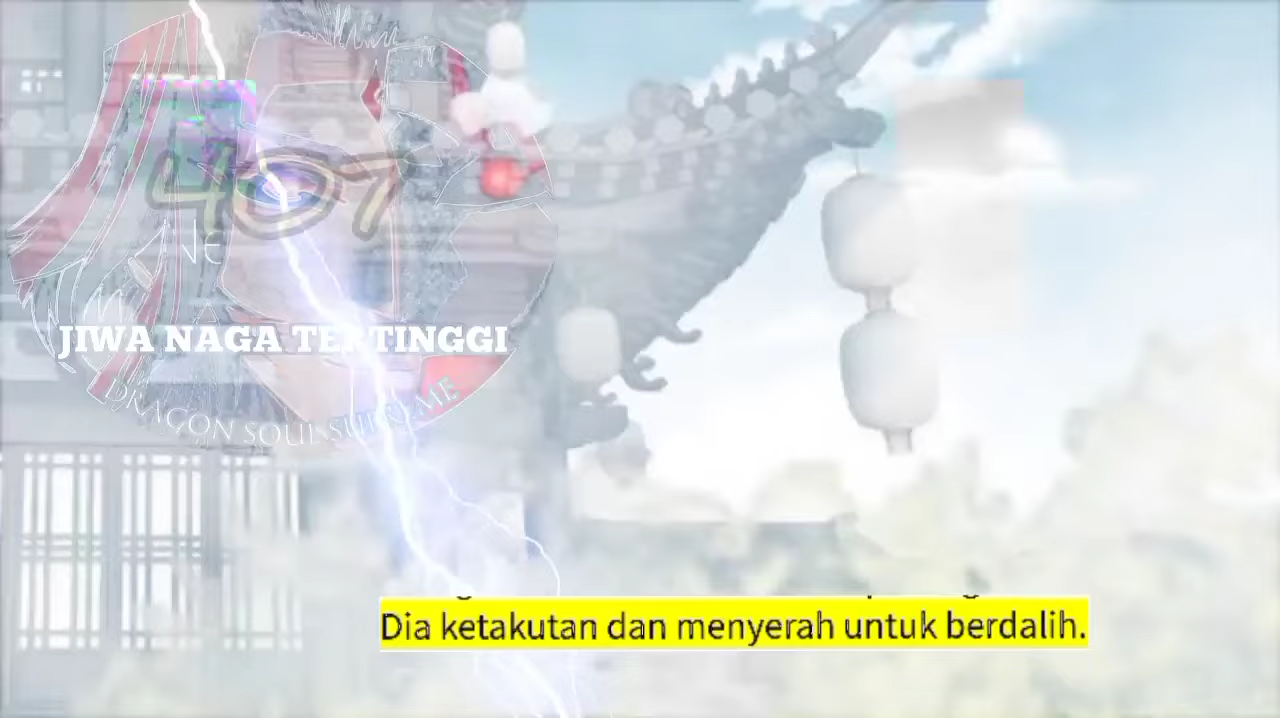 407
JIWA NAGA TERTINGGI
DRAGON SOUL SUPREME
Dia ketakutan dan menyerah untuk berdalih.